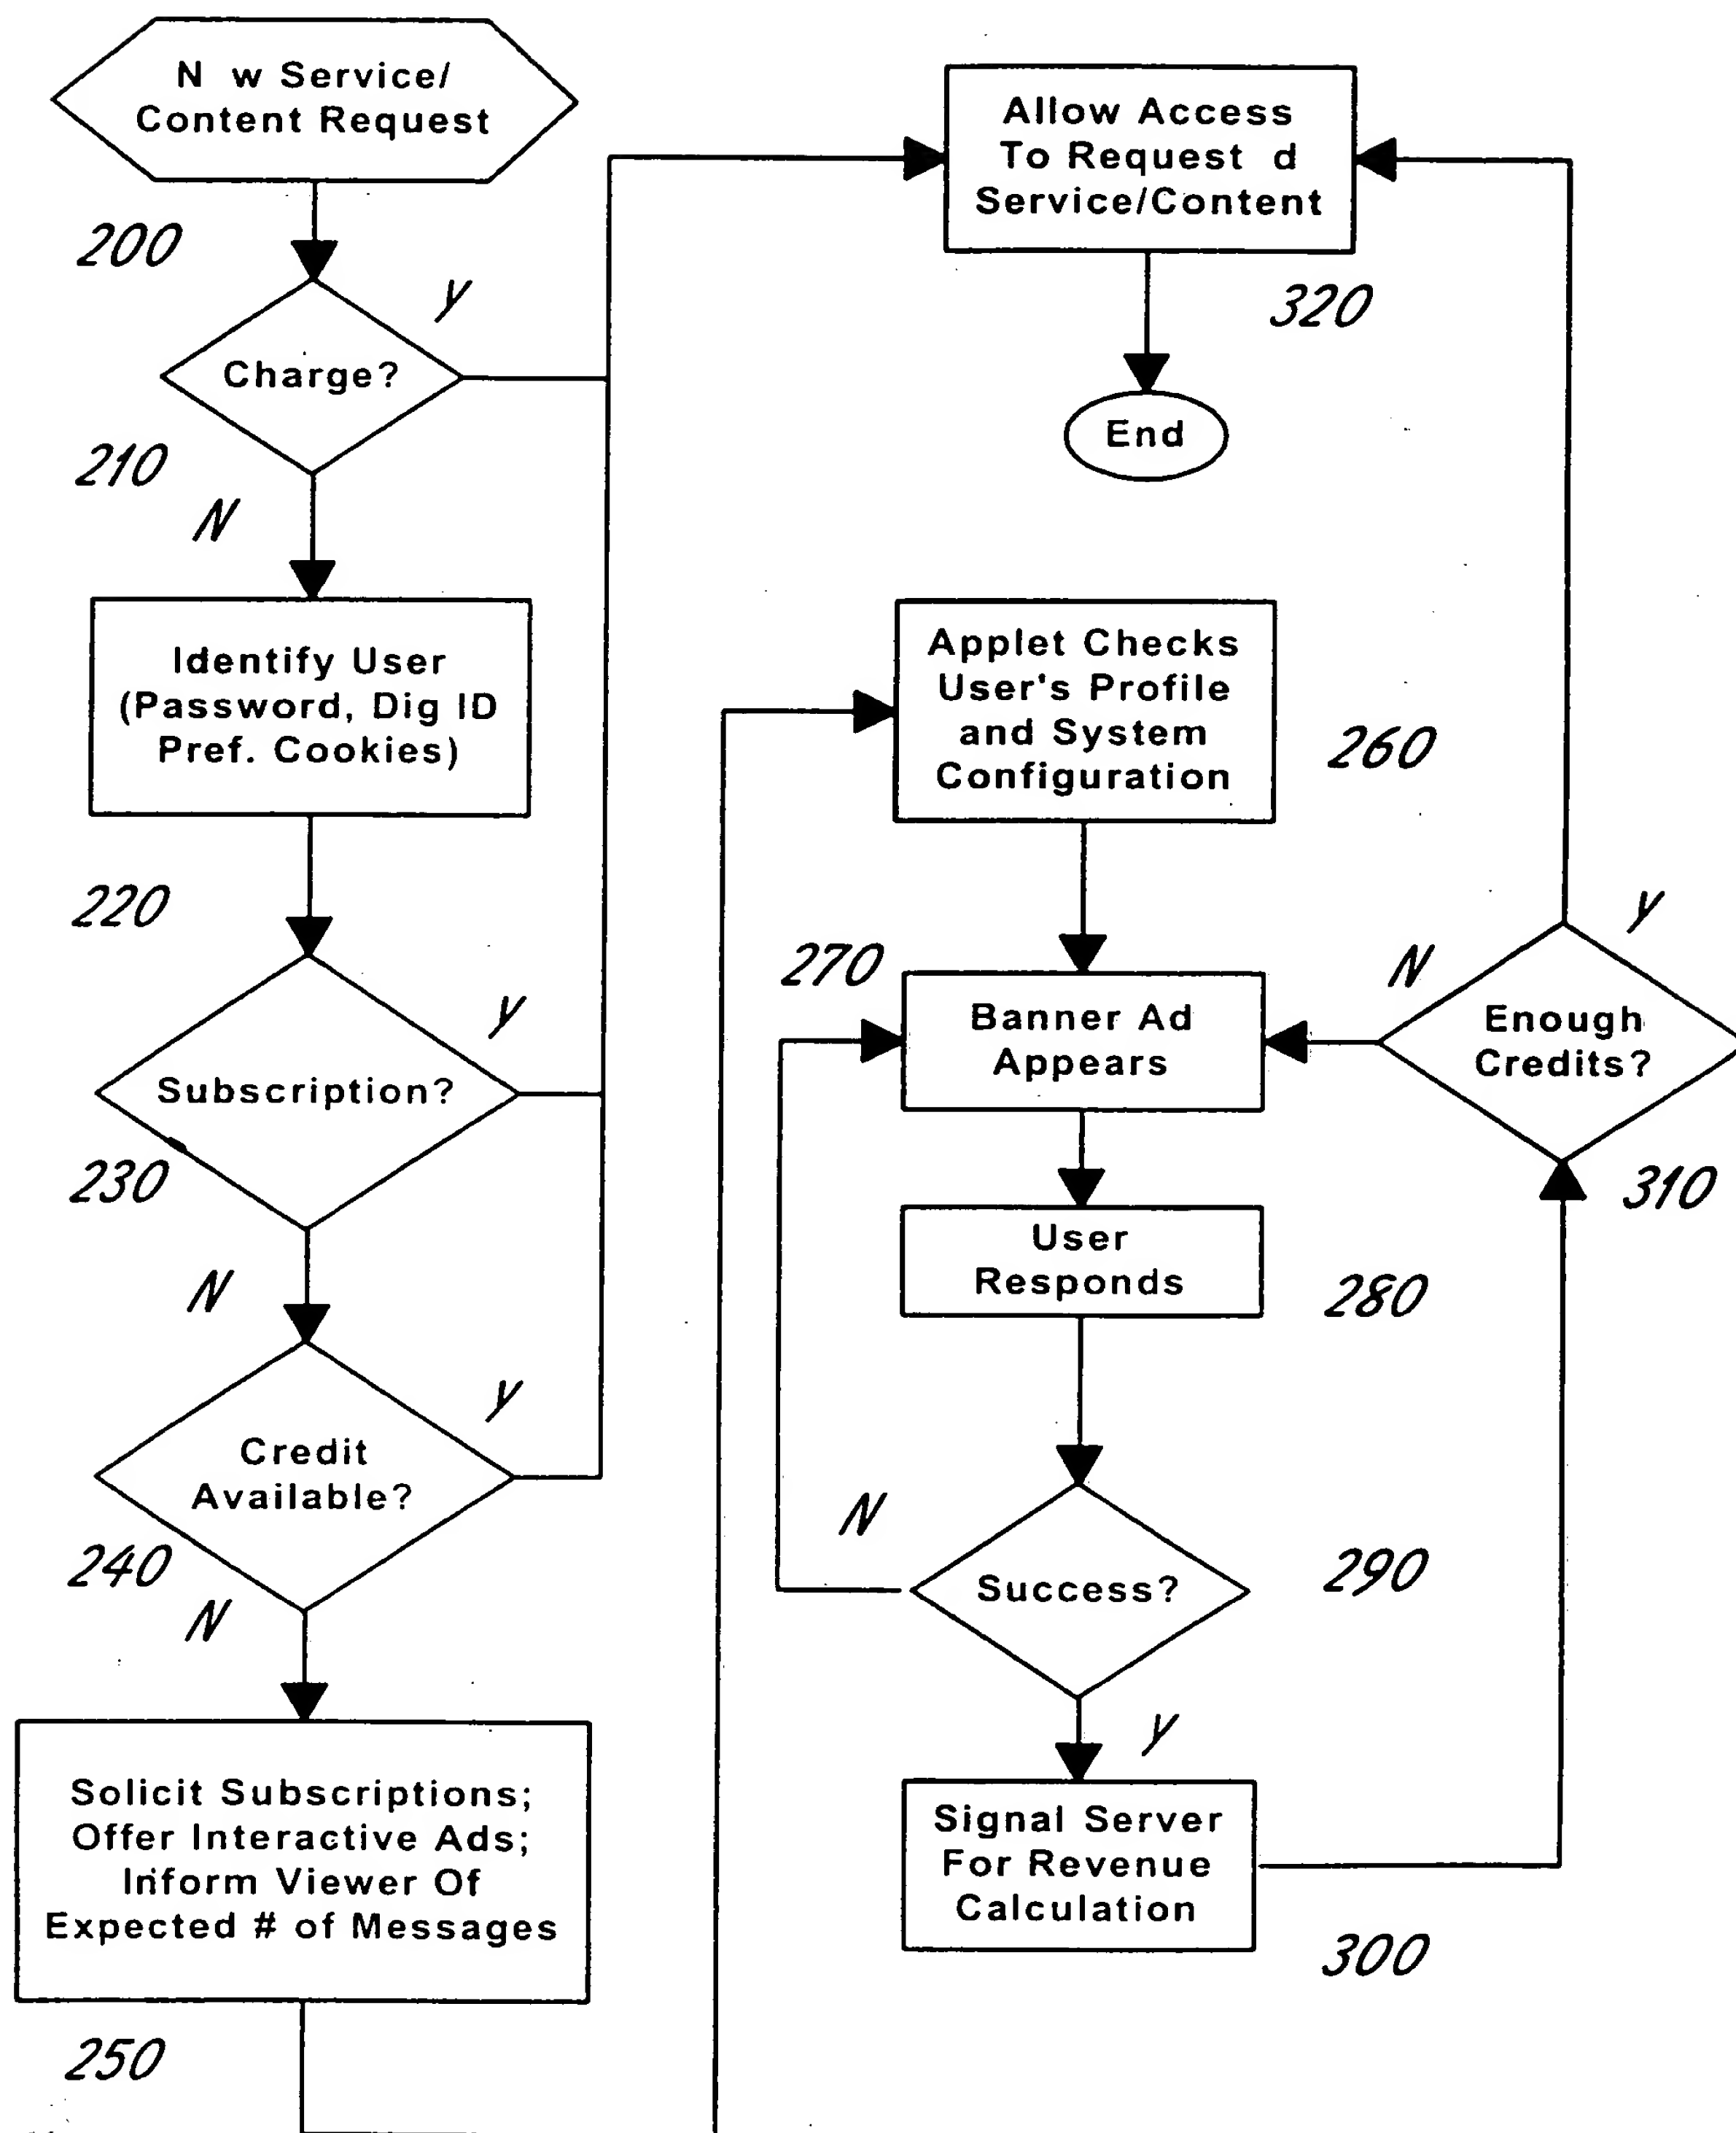 N w Service/
Content Request
200
Charge?
Y
210
N
Identify User
(Password, Dig ID
Pref. Cookies)
220
Subscription?
Y
230
N
Credit
Available?
Y
240
N
Solicit Subscriptions;
Offer Interactive Ads;
Inform Viewer Of
Expected # of Messages
250
Allow Access
To Request d
Service/Content
320
End
Applet Checks
User's Profile
and System
Configuration
260
270
Banner Ad
Appears
User
Responds
280
N
Success?
290
Y
Signal Server
For Revenue
Calculation
300
N
Y
Enough
Credits?
310